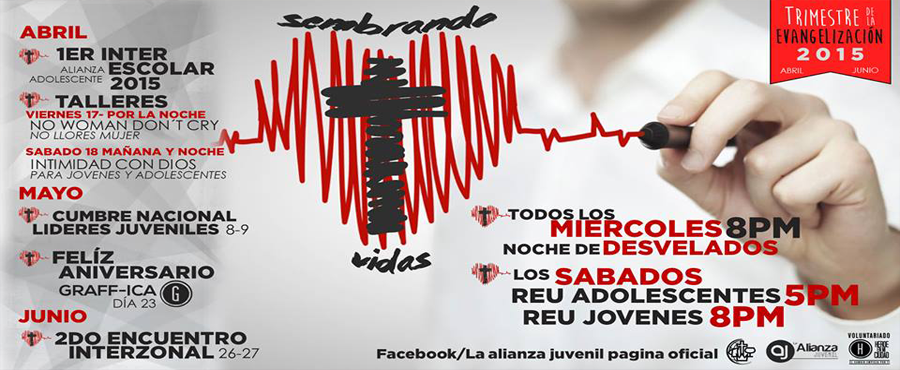 ABRIL
1ER INTER
ALIANZA ESCOLAR
ADOLESCENTE 2015
TALLERES
VIERNES 17- POR LA NOCHE
NO WOMAN DON´T CRY
NO LLORES MUJER
SABADO 18 MAÑANA Y NOCHE
INTIMIDAD CON DIOS
PARA JOVENES Y ADOLESCENTES
MAYO
CUMBRE NACIONAL
LIDERES JUVENILES 8-9
FELÍZ
ANIVERSARIO
GRAFF-ICA
DÍA 23 G
JUNIO
2DO ENCUENTRO
INTERZONAL 26-27
sembrando
vidas
TRIMESTRE DE LA
EVANGELIZACIÓN
2015
ABRIL JUNIO
TODOS LOS
MIERCOLES 8PM
NOCHE DE DESVELADOS
LOS SABADOS
REU ADOLESCENTES 5PM
REU JOVENES 8PM
Facebook/La alianza juvenil pagina oficial
aj Alianza
JUVENIL
VOLUNTARIADO
H